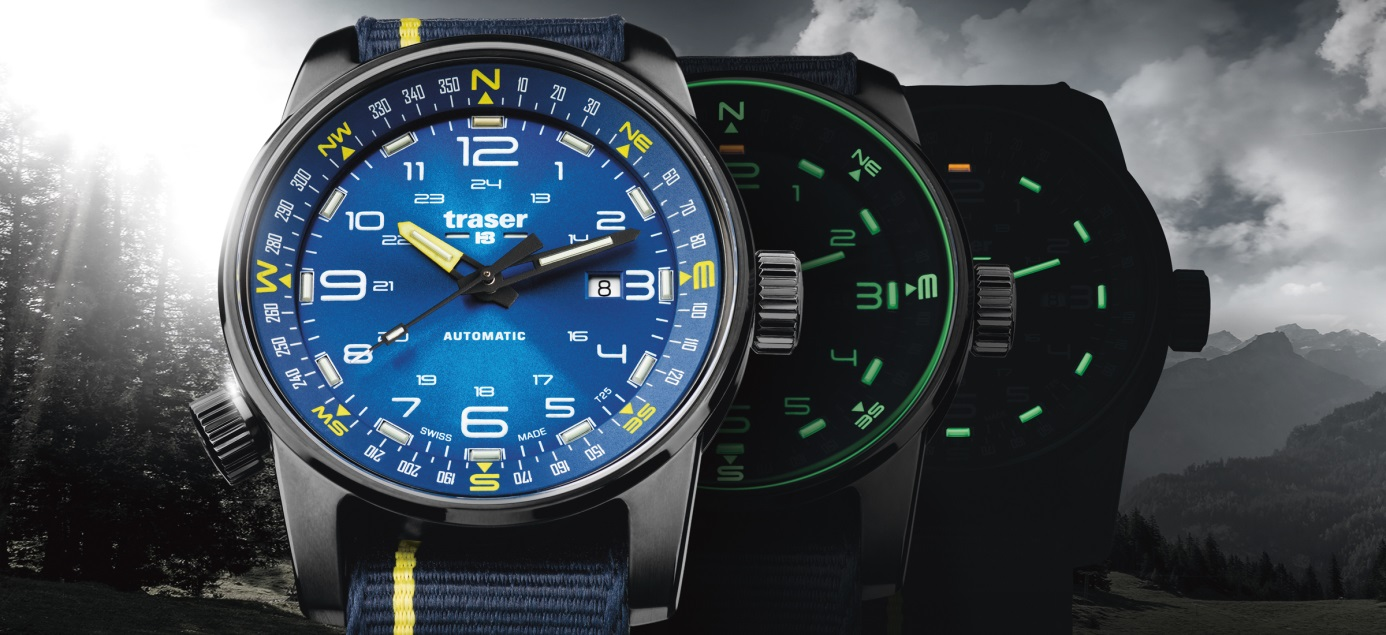 N
350 10
340 20
330 30
NW NE
12
11 1
24
23 13
300 60
traser
H3
10 2
22 14
290 70
280 80
W 9 21 8 3 E
260 100
AUTOMATIC
8 20 16 4
250 110
240 120
19 17
18
7 5
T25
SW SE
6
SWISS MADE
210 150
200 160
190 170
S
N
NE
1
2
3 E
4
5
SE
S